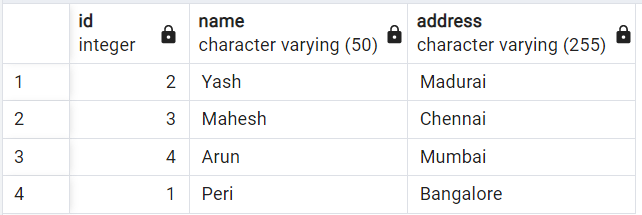 id name address
integer character varying (50) character varying (255)
1 2 Yash Madurai
2 3 Mahesh Chennai
3 4 Arun Mumbai
4 1 Peri Bangalore